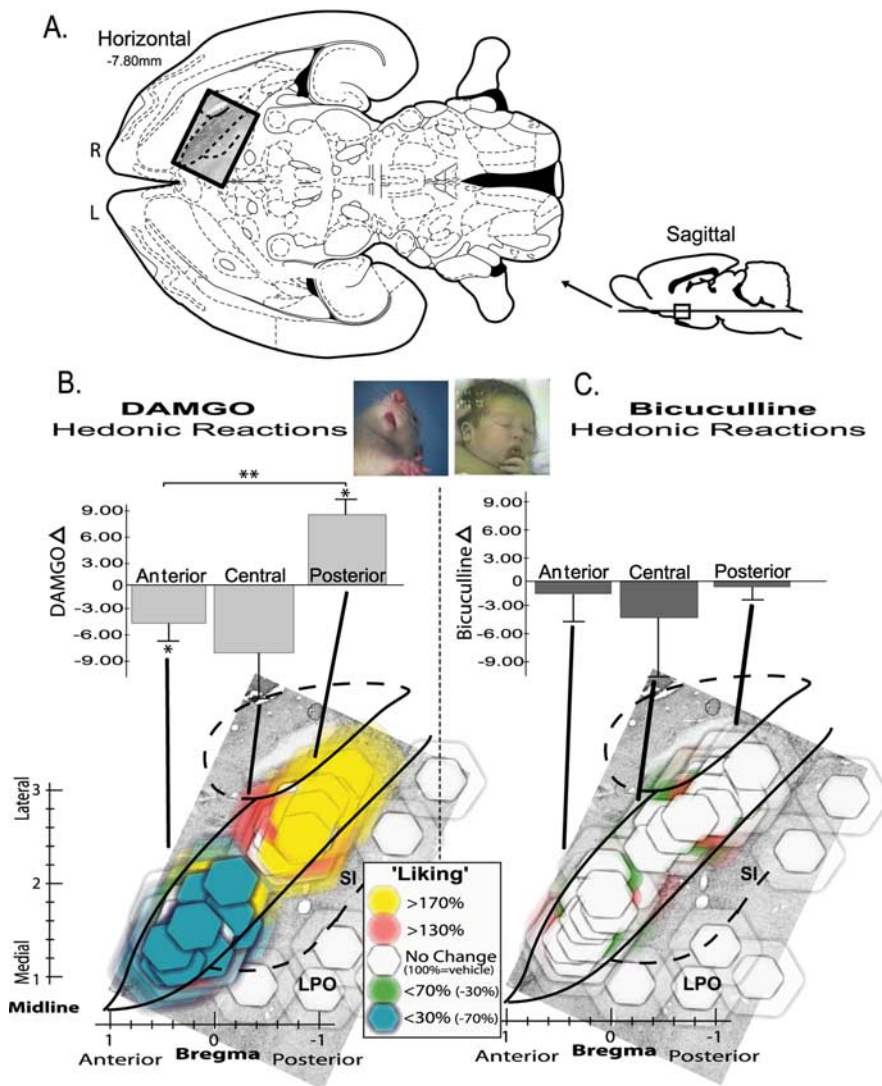 A.
Horizontal
-7.80mm
R
L
Sagittal
B.
DAMGO
Hedonic Reactions
C.
Bicuculline
Hedonic Reactions
**
*
9.00
6.00
3.00
0
-3.00
-6.00
-9.00
DAMGO Δ
Anterior
Central
Posterior
*
9.00
6.00
3.00
0
-3.00
-6.00
-9.00
Bicuculline Δ
Anterior
Central
Posterior
Lateral
3
2
1
Medial
Midline
SI
LPO
'Liking'
>170%
>130%
No Change
(100%=vehicle)
<70% (-30%)
<30% (-70%)
SI
LPO
1
0
-1
Anterior
Bregma
Posterior
1
0
-1
Anterior
Bregma
Posterior